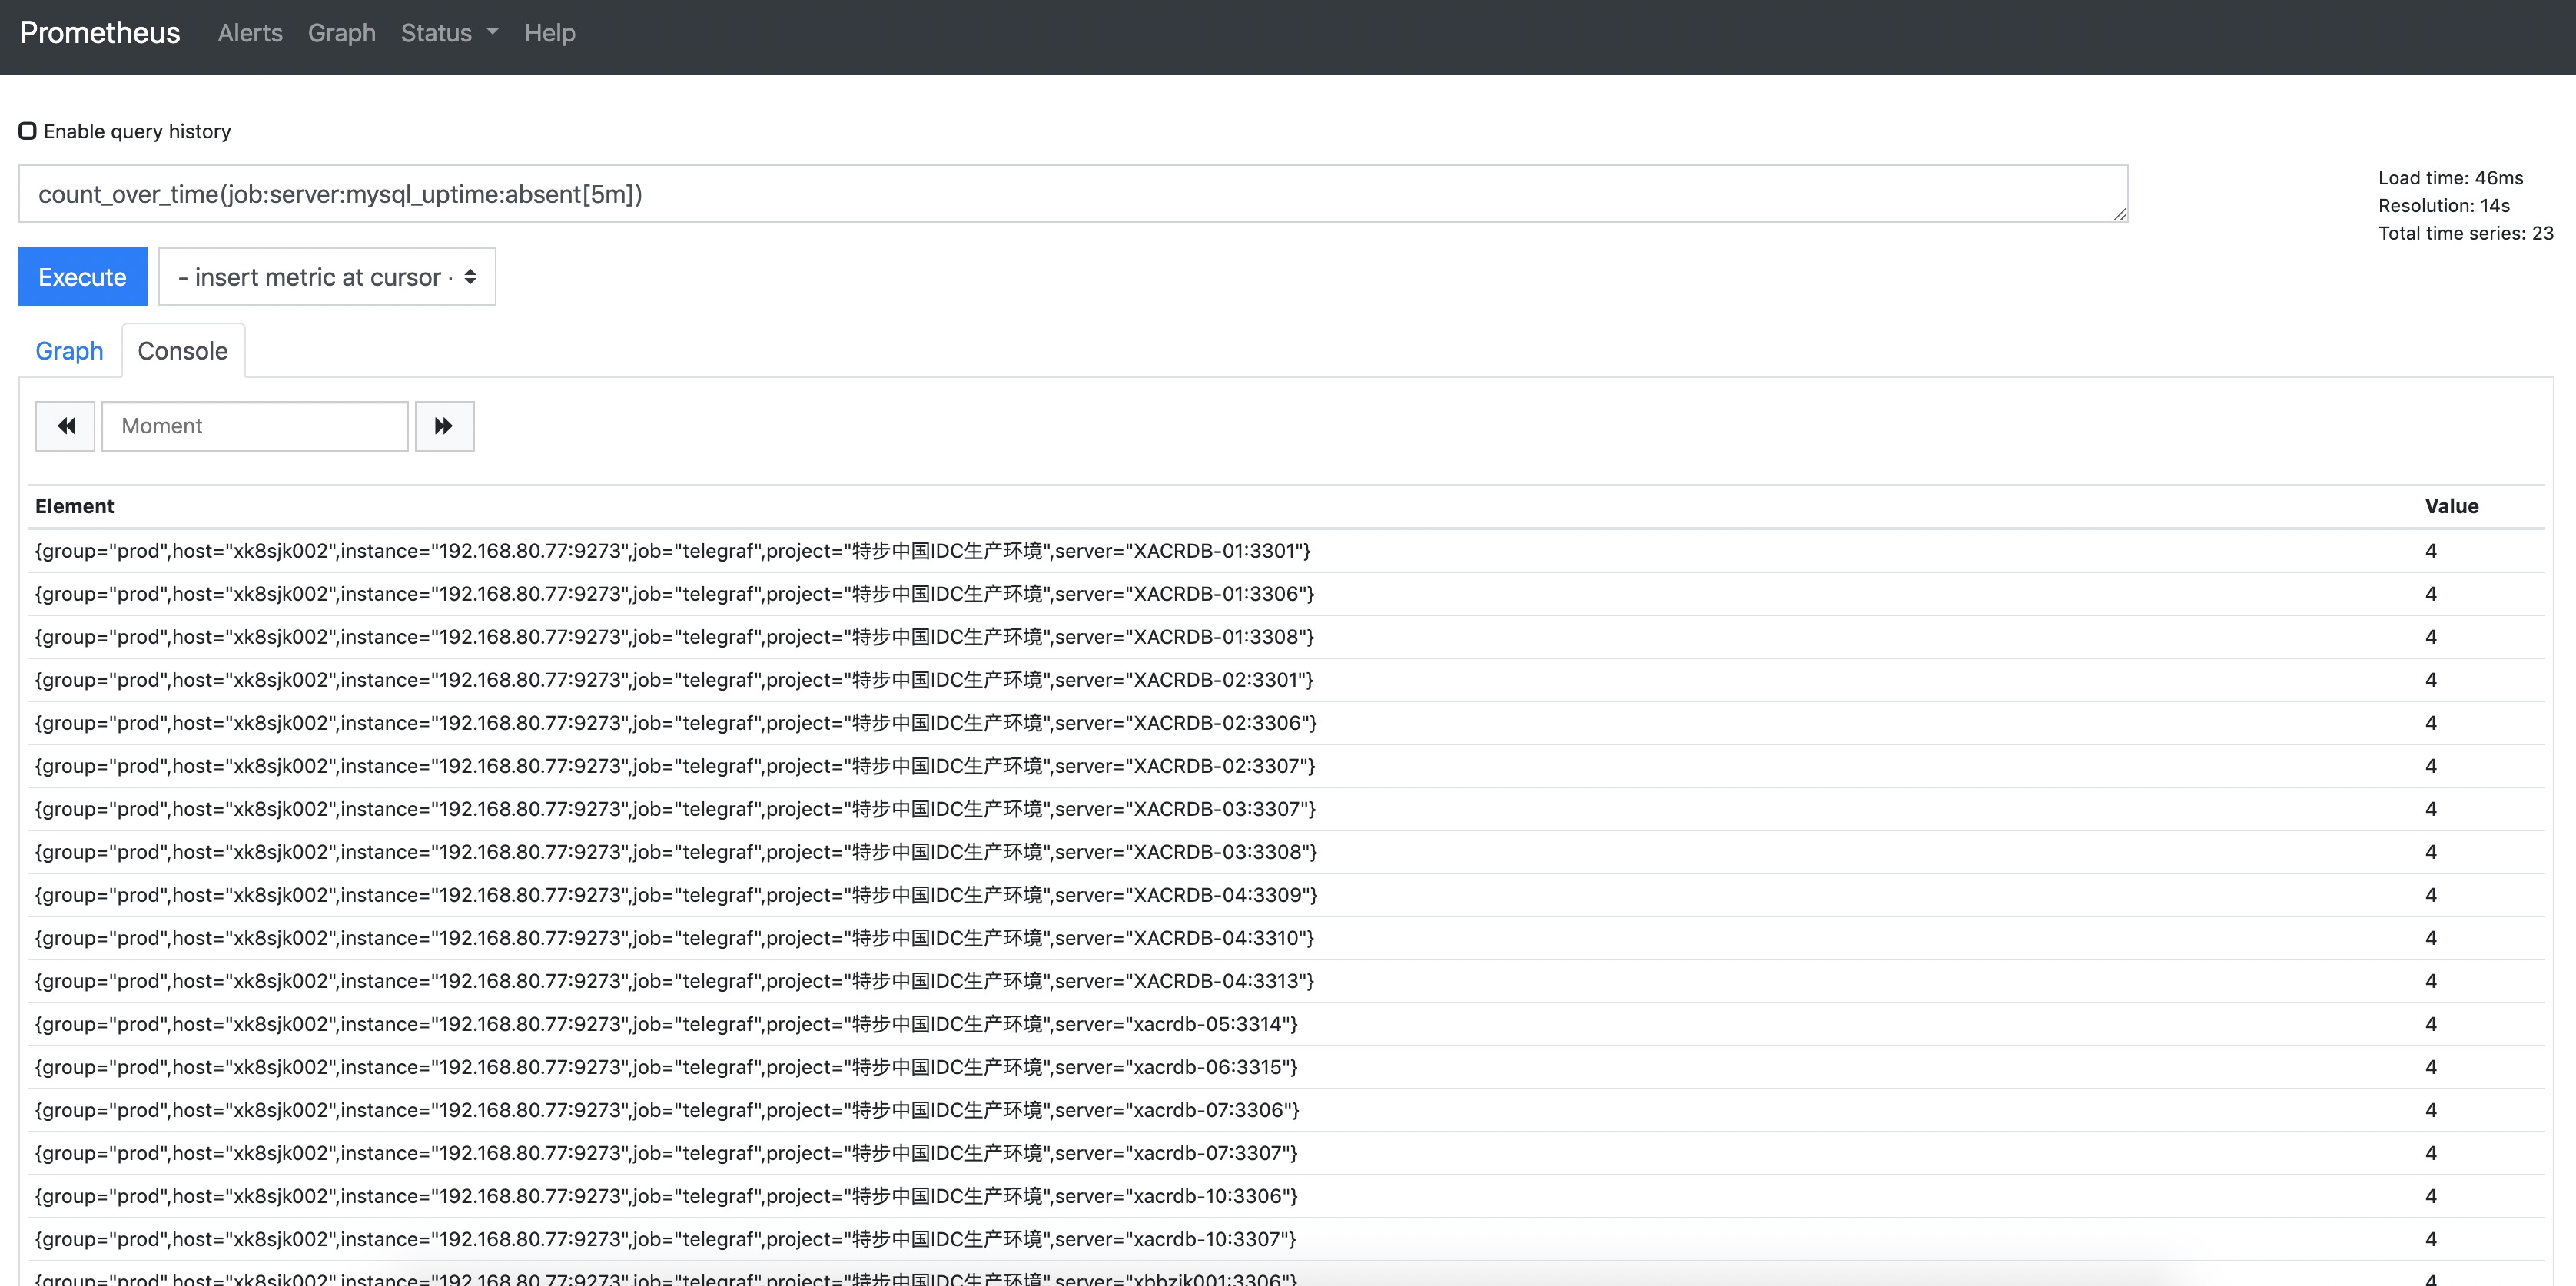 Prometheus Alerts Graph Status Help
Enable query history
count_over_time(job:server:mysql_uptime:absent[5m])
Load time: 46ms
Resolution: 14s
Total time series: 23
Execute - insert metric at cursor -
Graph Console
Moment
Element Value
{group="prod",host="xk8sjk002",instance="192.168.80.77:9273",job="telegraf",project="特步中国IDC生产环境",server="XACRDB-01:3301"} 4
{group="prod",host="xk8sjk002",instance="192.168.80.77:9273",job="telegraf",project="特步中国IDC生产环境",server="XACRDB-01:3306"} 4
{group="prod",host="xk8sjk002",instance="192.168.80.77:9273",job="telegraf",project="特步中国IDC生产环境",server="XACRDB-01:3308"} 4
{group="prod",host="xk8sjk002",instance="192.168.80.77:9273",job="telegraf",project="特步中国IDC生产环境",server="XACRDB-02:3301"} 4
{group="prod",host="xk8sjk002",instance="192.168.80.77:9273",job="telegraf",project="特步中国IDC生产环境",server="XACRDB-02:3306"} 4
{group="prod",host="xk8sjk002",instance="192.168.80.77:9273",job="telegraf",project="特步中国IDC生产环境",server="XACRDB-02:3307"} 4
{group="prod",host="xk8sjk002",instance="192.168.80.77:9273",job="telegraf",project="特步中国IDC生产环境",server="XACRDB-03:3307"} 4
{group="prod",host="xk8sjk002",instance="192.168.80.77:9273",job="telegraf",project="特步中国IDC生产环境",server="XACRDB-03:3308"} 4
{group="prod",host="xk8sjk002",instance="192.168.80.77:9273",job="telegraf",project="特步中国IDC生产环境",server="XACRDB-04:3309"} 4
{group="prod",host="xk8sjk002",instance="192.168.80.77:9273",job="telegraf",project="特步中国IDC生产环境",server="XACRDB-04:3310"} 4
{group="prod",host="xk8sjk002",instance="192.168.80.77:9273",job="telegraf",project="特步中国IDC生产环境",server="XACRDB-04:3313"} 4
{group="prod",host="xk8sjk002",instance="192.168.80.77:9273",job="telegraf",project="特步中国IDC生产环境",server="xacrdb-05:3314"} 4
{group="prod",host="xk8sjk002",instance="192.168.80.77:9273",job="telegraf",project="特步中国IDC生产环境",server="xacrdb-06:3315"} 4
{group="prod",host="xk8sjk002",instance="192.168.80.77:9273",job="telegraf",project="特步中国IDC生产环境",server="xacrdb-07:3306"} 4
{group="prod",host="xk8sjk002",instance="192.168.80.77:9273",job="telegraf",project="特步中国IDC生产环境",server="xacrdb-07:3307"} 4
{group="prod",host="xk8sjk002",instance="192.168.80.77:9273",job="telegraf",project="特步中国IDC生产环境",server="xacrdb-10:3306"} 4
{group="prod",host="xk8sjk002",instance="192.168.80.77:9273",job="telegraf",project="特步中国IDC生产环境",server="xacrdb-10:3307"} 4
{group="prod",host="xk8sjk002",instance="192.168.80.77:9273",job="telegraf",project="特步中国IDC生产环境",server="xbbzjk001:3306"} 4